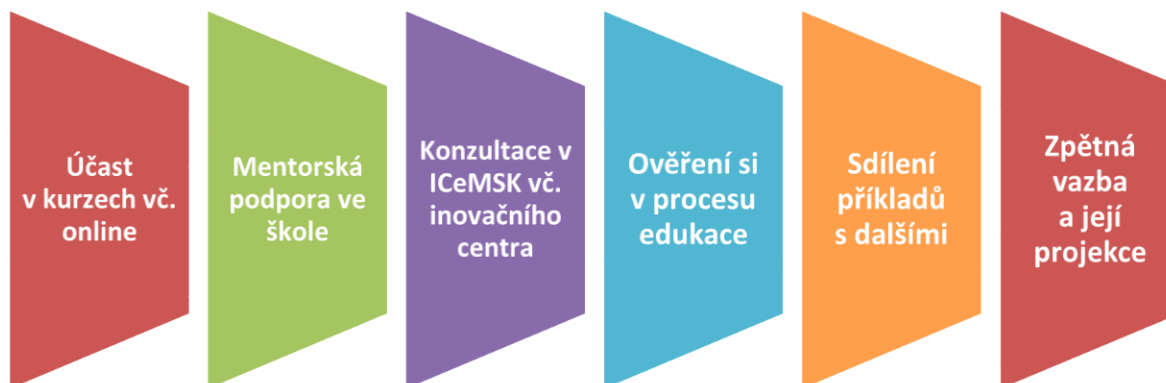 Účast
v kurzech vč.
online
Mentorská
podpora ve
škole
Konzultace v
ICeMSK vč.
inovačního
centra
Ověření si
v procesu
edukace
Sdílení
příkladů
s dalšími
Zpětná
vazba
a její
projekce